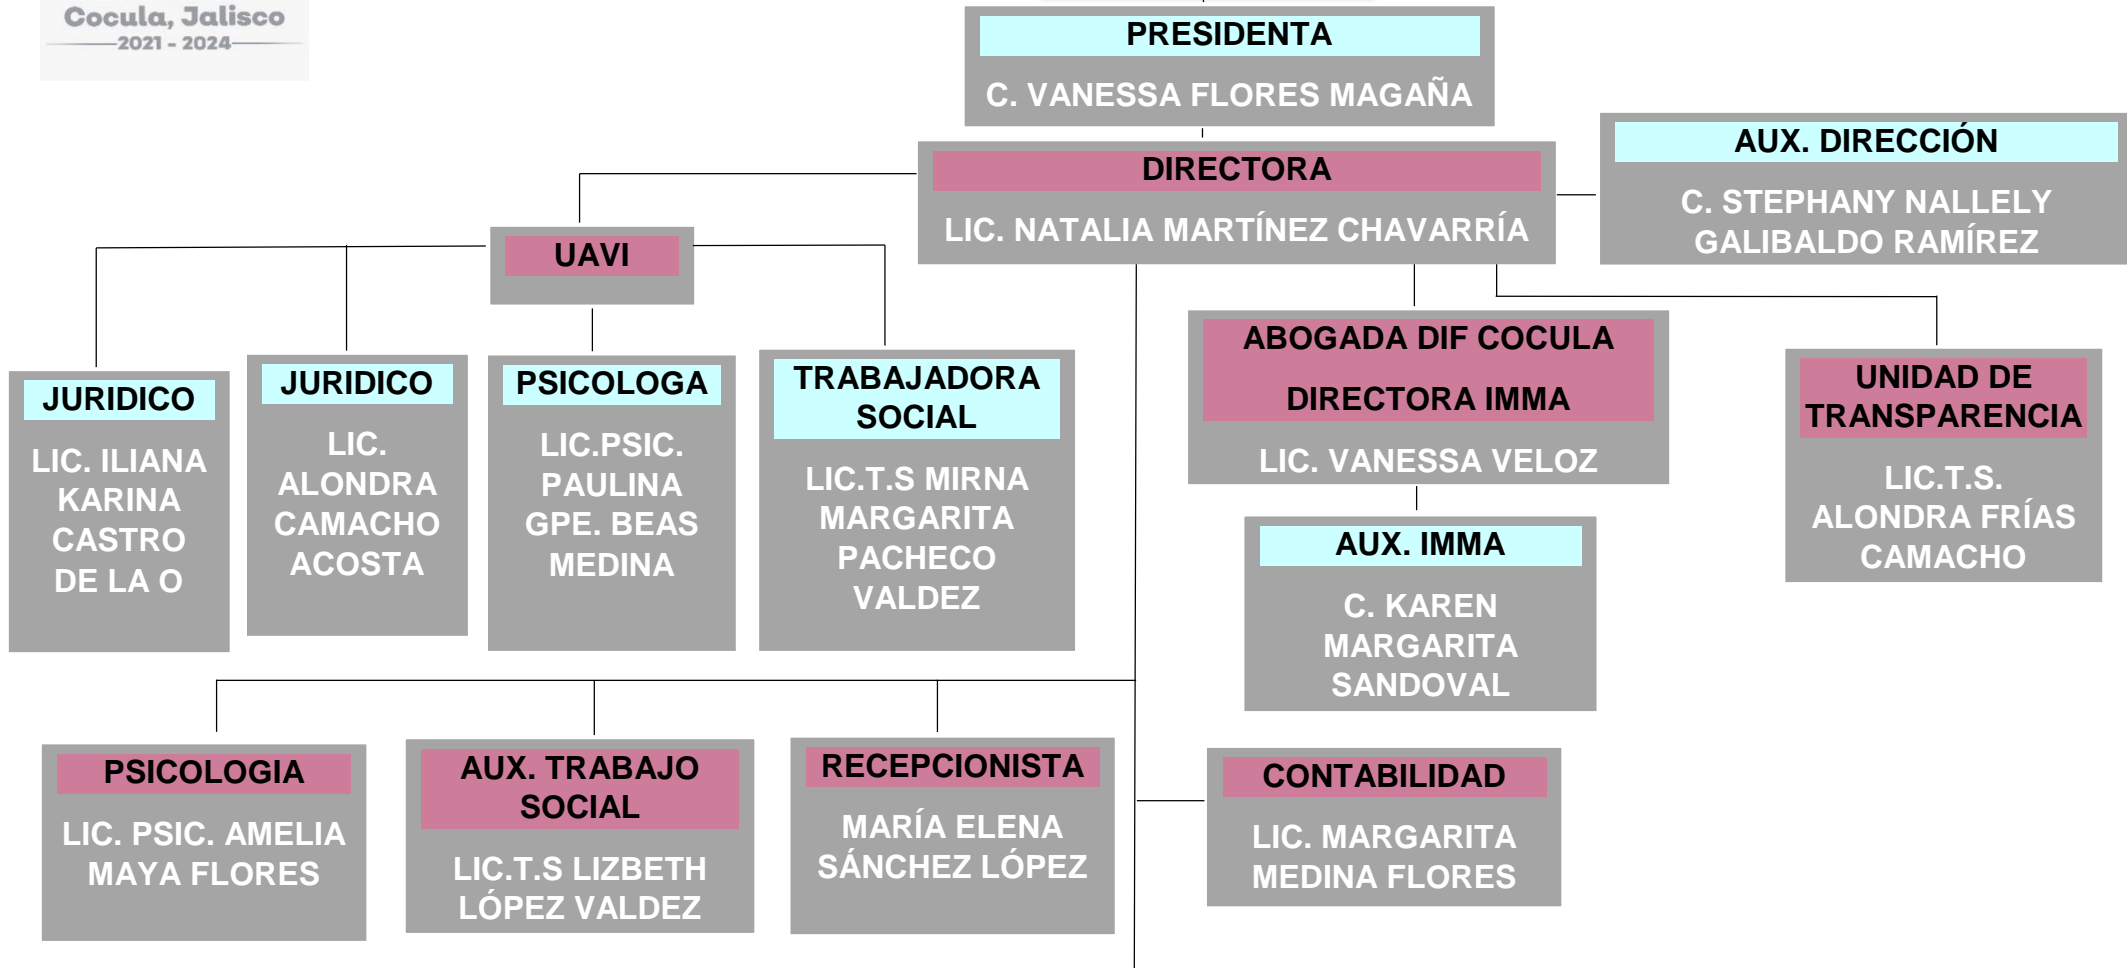 Cocula, Jalisco
2021 - 2024
PRESIDENTA
C. VANESSA FLORES MAGAÑA
DIRECTORA
LIC. NATALIA MARTÍNEZ CHAVARRÍA
AUX. DIRECCIÓN
C. STEPHANY NALLELY
GALIBALDO RAMÍREZ
UAVI
JURIDICO
LIC. ILIANA
KARINA
CASTRO
DE LA O
JURIDICO
LIC.
ALONDRA
CAMACHO
ACOSTA
PSICOLOGA
LIC.PSIC.
PAULINA
GPE. BEAS
MEDINA
TRABAJADORA
SOCIAL
LIC.T.S MIRNA
MARGARITA
PACHECO
VALDEZ
ABOGADA DIF COCULA
DIRECTORA IMMA
LIC. VANESSA VELOZ
UNIDAD DE
TRANSPARENCIA
LIC.T.S.
ALONDRA FRÍAS
CAMACHO
AUX. IMMA
C. KAREN
MARGARITA
SANDOVAL
PSICOLOGIA
LIC. PSIC. AMELIA
MAYA FLORES
AUX. TRABAJO
SOCIAL
LIC.T.S LIZBETH
LÓPEZ VALDEZ
RECEPCIONISTA
MARÍA ELENA
SÁNCHEZ LÓPEZ
CONTABILIDAD
LIC. MARGARITA
MEDINA FLORES